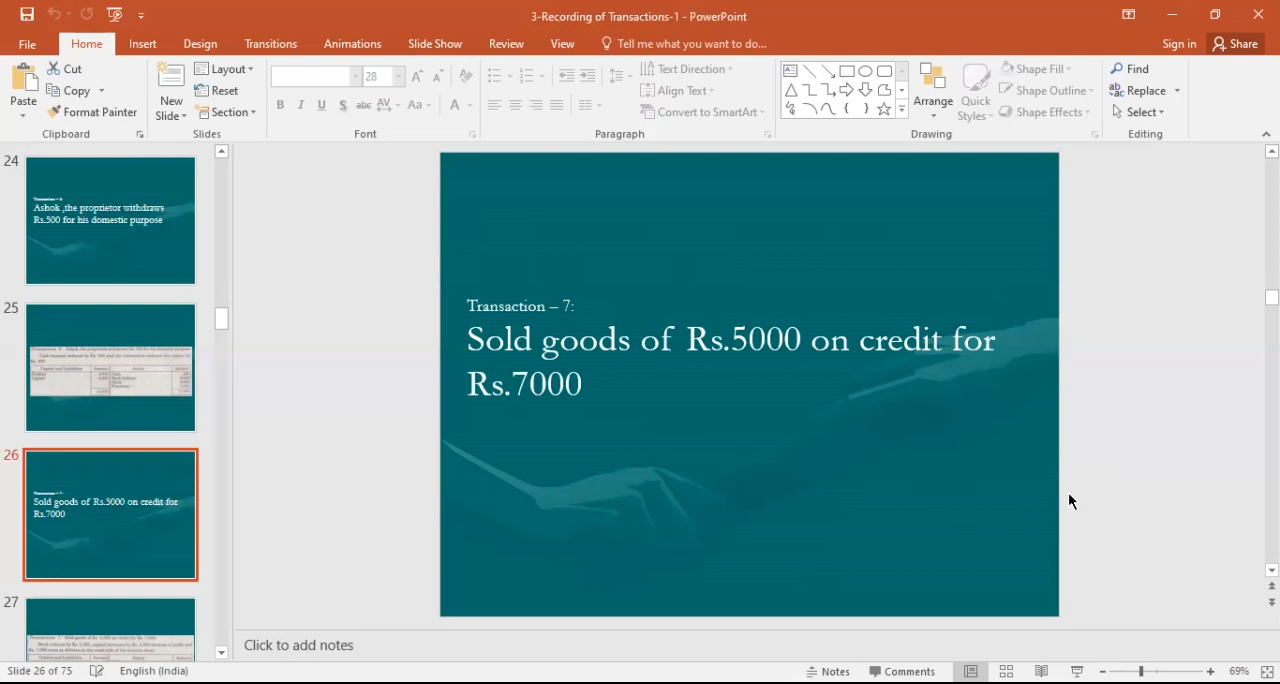 3-Recording of Transactions-1 - PowerPoint
File Home Insert Design Transitions Animations Slide Show Review View Tell me what you want to do... Sign in Share
Paste
Cut
Copy
Format Painter
Clipboard
New
Slide
Layout
Reset
Section
Slides
28
B I U S abc AV Aa A
Font
Text Direction
Align Text
Convert to SmartArt
Paragraph
Arrange
Quick
Styles
Shape Fill
Shape Outline
Shape Effects
Drawing
Find
Replace
Select
Editing
24
Ashok ,the proprietor withdraws
Rs.500 for his domestic purpose
25
26
Transaction – 7:
Sold goods of Rs.5000 on credit for
Rs.7000
27
Transaction – 7:
Sold goods of Rs.5000 on credit for
Rs.7000
Click to add notes
Slide 26 of 75 English (India) Notes Comments 69%